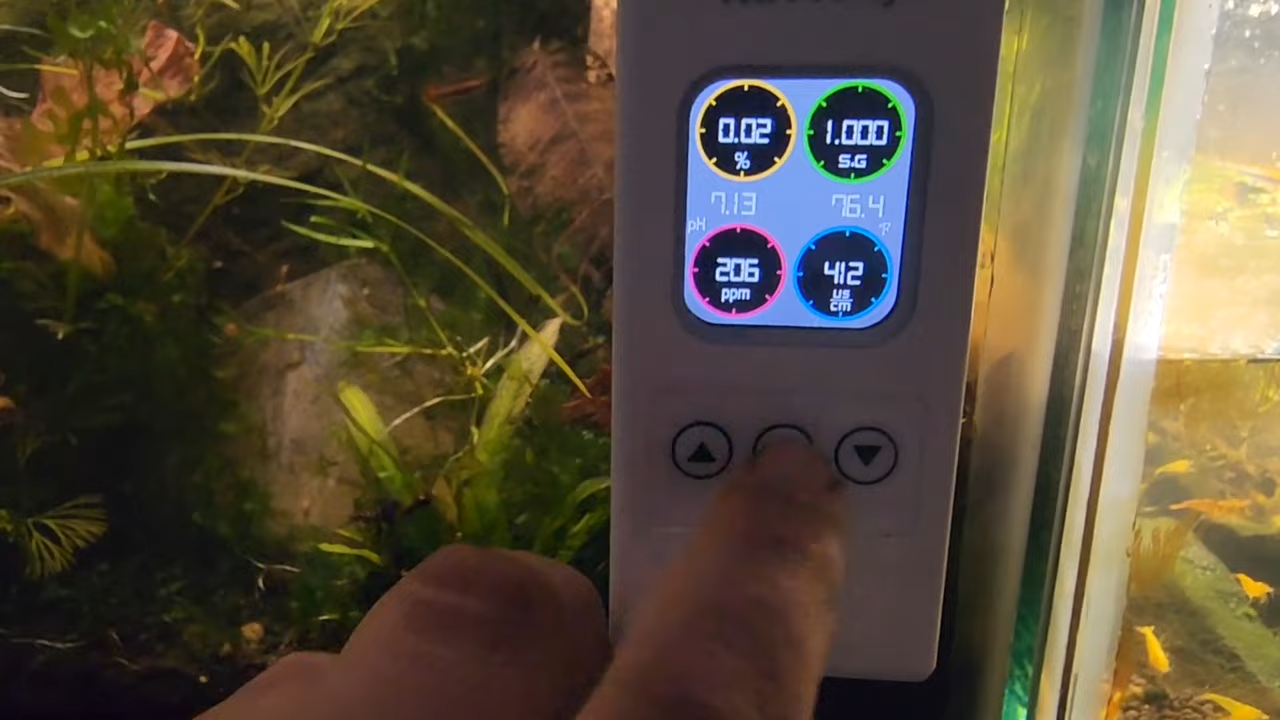 0.02 1.000
% S.G
7.13 76.4
pH °F
206 412
ppm us
cm